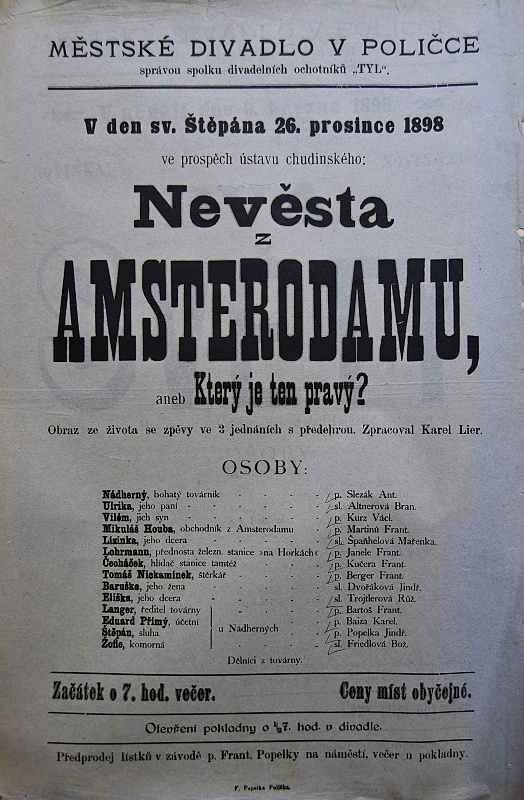 MĚSTSKÉ DIVADLO V POLIČCE
správou spolku divadelních ochotníků „TYL“.
V den sv. Štěpána 26. prosince 1898
ve prospěch ústavu chudinského:
Nevěsta
z
AMSTERODAMU,
aneb Který je ten pravý?
Obraz ze života se zpěvy ve 3 jednáních s předehrou. Zpracoval Karel Lier.
OSOBY:
Nádherný, bohatý továrník - - - - - p. Slezák Ant.
Ulrika, jeho paní - - - - - sl. Altnerová Bran.
Vilém, jich syn - - - - - p. Kurz Václ.
Mikuláš Houba, obchodník z Amsterodamu - - p. Martinů Frant.
Lizinka, jeho dcera - - - - - sl. Španhelová Mařenka.
Lohrmann, přednosta železn. stanice »na Horkách« p. Janele Frant.
Čecháček, hlídač stanice tamtéž - - - - p. Kučera Frant.
Tomáš Niekamínek, štěrkář - - - - - p. Berger Frant.
Baruška, jeho žena - - - - - sl. Dvořáková Jindř.
Eliška, jeho dcera - - - - - sl. Trojtlerová Růž.
Langer, ředitel továrny - - - - p. Bartoš Frant.
Eduard Přímý, účetní - - - - p. Baiza Karel.
Štěpán, sluha u Nádherných - - - p. Popelka Jindř.
Žofie, komorná - - - - sl. Friedlová Bož.
Dělníci z továrny.
Začátek o 7. hod. večer. Ceny míst obyčejné.
Otevření pokladny o ½7. hod. v divadle.
Předprodej lístků v závodě p. Frant. Popelky na náměstí, večer u pokladny.
F. Popelka Polička.